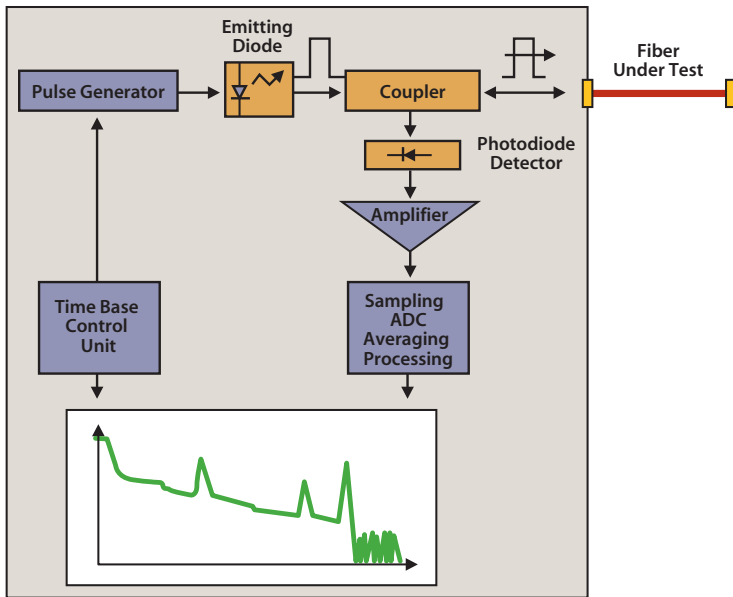 Emitting
Diode
Fiber
Under Test
Pulse Generator
Coupler
Photodiode
Detector
Amplifier
Time Base
Control
Unit
Sampling
ADC
Averaging
Processing